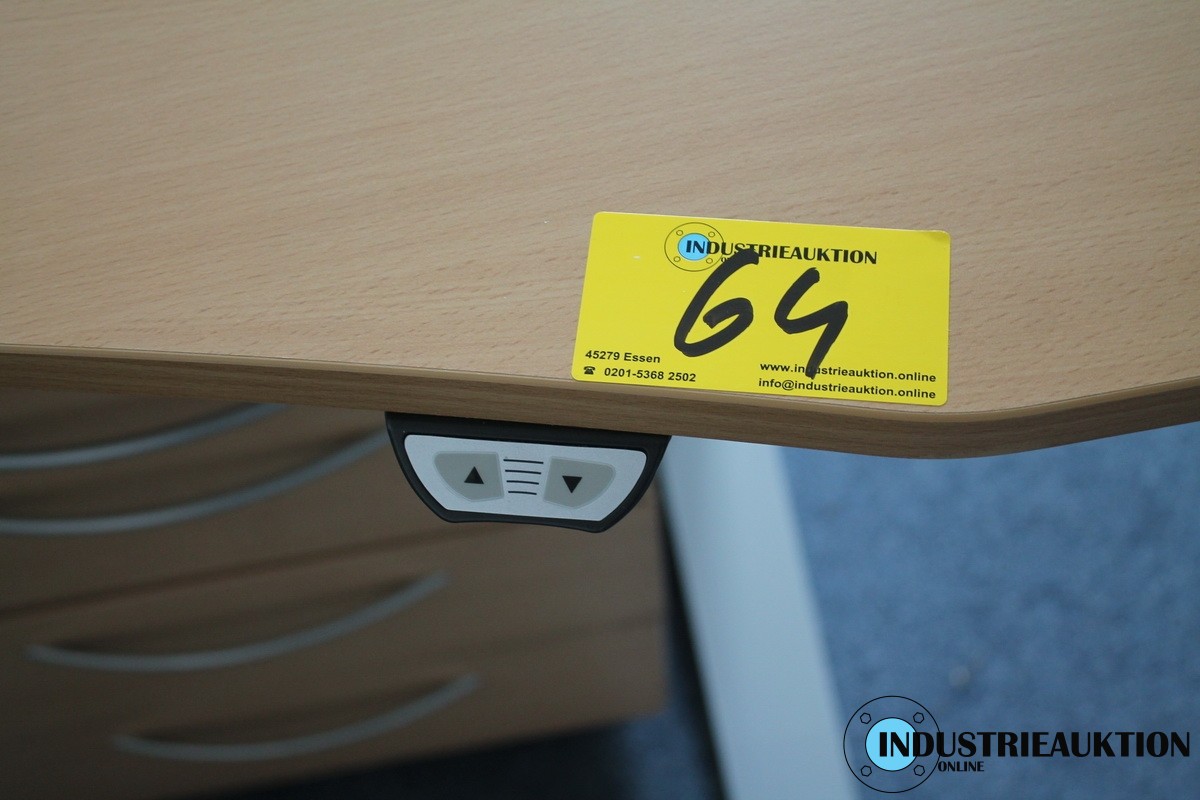 INDUSTRIEAUKTION
64
45279 Essen
☎ 0201-5368 2502
www.industrieauktion.online
info@industrieauktion.online
INDUSTRIEAUKTION
ONLINE